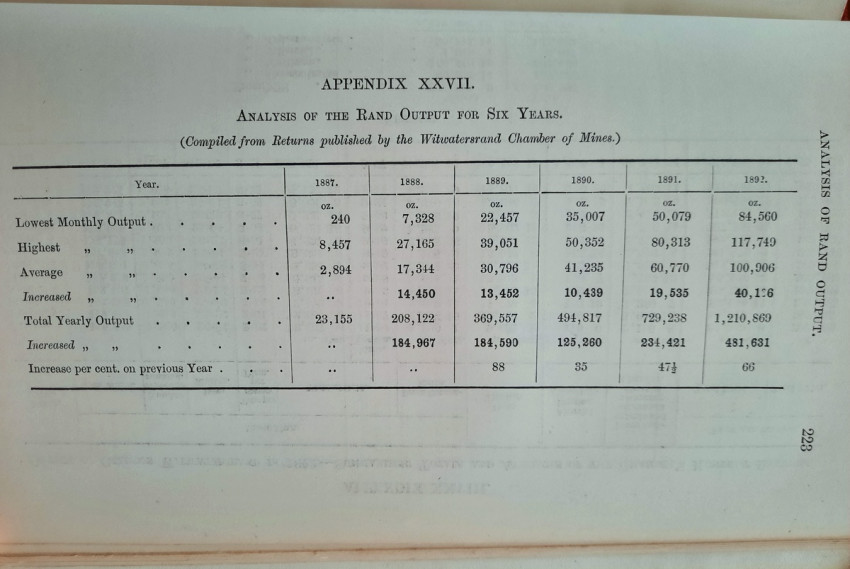 APPENDIX XXVII.
ANALYSIS OF THE RAND OUTPUT FOR SIX YEARS.
(Compiled from Returns published by the Witwatersrand Chamber of Mines.)
Year. 1887. 1888. 1889. 1890. 1891. 1892.
oz. oz. oz. oz. oz. oz.
Lowest Monthly Output . . . . . 240 7,328 22,457 35,007 50,079 84,560
Highest „ „ . . . . . 8,457 27,165 39,051 50,352 80,313 117,749
Average „ „ . . . . . 2,894 17,344 30,796 41,235 60,770 100,906
Increased „ „ . . . . . .. 14,450 13,452 10,439 19,535 40,136
Total Yearly Output . . . . . 23,155 208,122 369,557 494,817 729,238 1,210,869
Increased „ „ . . . . . .. 184,967 184,590 125,260 234,421 481,631
Increase per cent. on previous Year . . . .. .. 88 35 47½ 66
ANALYSIS OF RAND OUTPUT.
223